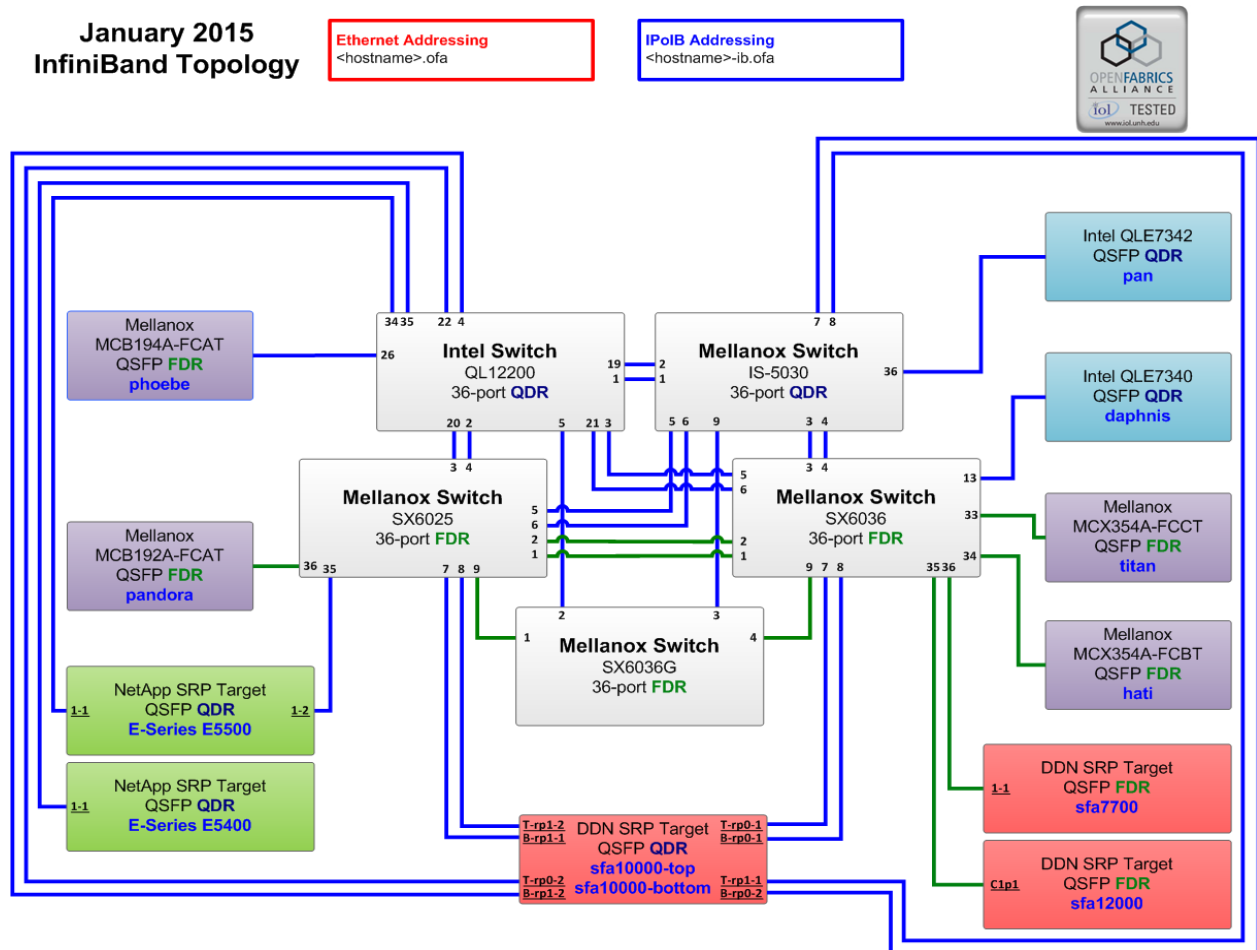 January 2015
InfiniBand Topology
Ethernet Addressing
<hostname>.ofa
IPoIB Addressing
<hostname>-ib.ofa
OPENFABRICS
ALLIANCE
iol TESTED
www.iol.unh.edu
Intel QLE7342
QSFP QDR
pan
Mellanox
MCB194A-FCAT
QSFP FDR
phoebe
34 35 22 4
26
Intel Switch
QL12200
36-port QDR
19
1
20 2 5 21 3
7 8
2
1
Mellanox Switch
IS-5030
36-port QDR
36
5 6 9 3 4
Intel QLE7340
QSFP QDR
daphnis
3 4
Mellanox Switch
SX6025
36-port FDR
5
6
2
1
36 35 7 8 9
3 4
5
6
2
1
Mellanox Switch
SX6036
36-port FDR
13
33
34
9 7 8 35 36
Mellanox
MCB192A-FCAT
QSFP FDR
pandora
Mellanox
MCX354A-FCCT
QSFP FDR
titan
2 3
1 4
Mellanox Switch
SX6036G
36-port FDR
Mellanox
MCX354A-FCBT
QSFP FDR
hati
NetApp SRP Target
QSFP QDR
E-Series E5500
1-1 1-2
NetApp SRP Target
QSFP QDR
E-Series E5400
1-1
DDN SRP Target
QSFP FDR
sfa7700
1-1
T-rp1-2
B-rp1-1
T-rp0-2
B-rp1-2
DDN SRP Target
QSFP QDR
sfa10000-top
sfa10000-bottom
T-rp0-1
B-rp0-1
T-rp1-1
B-rp0-2
DDN SRP Target
QSFP FDR
sfa12000
C1p1